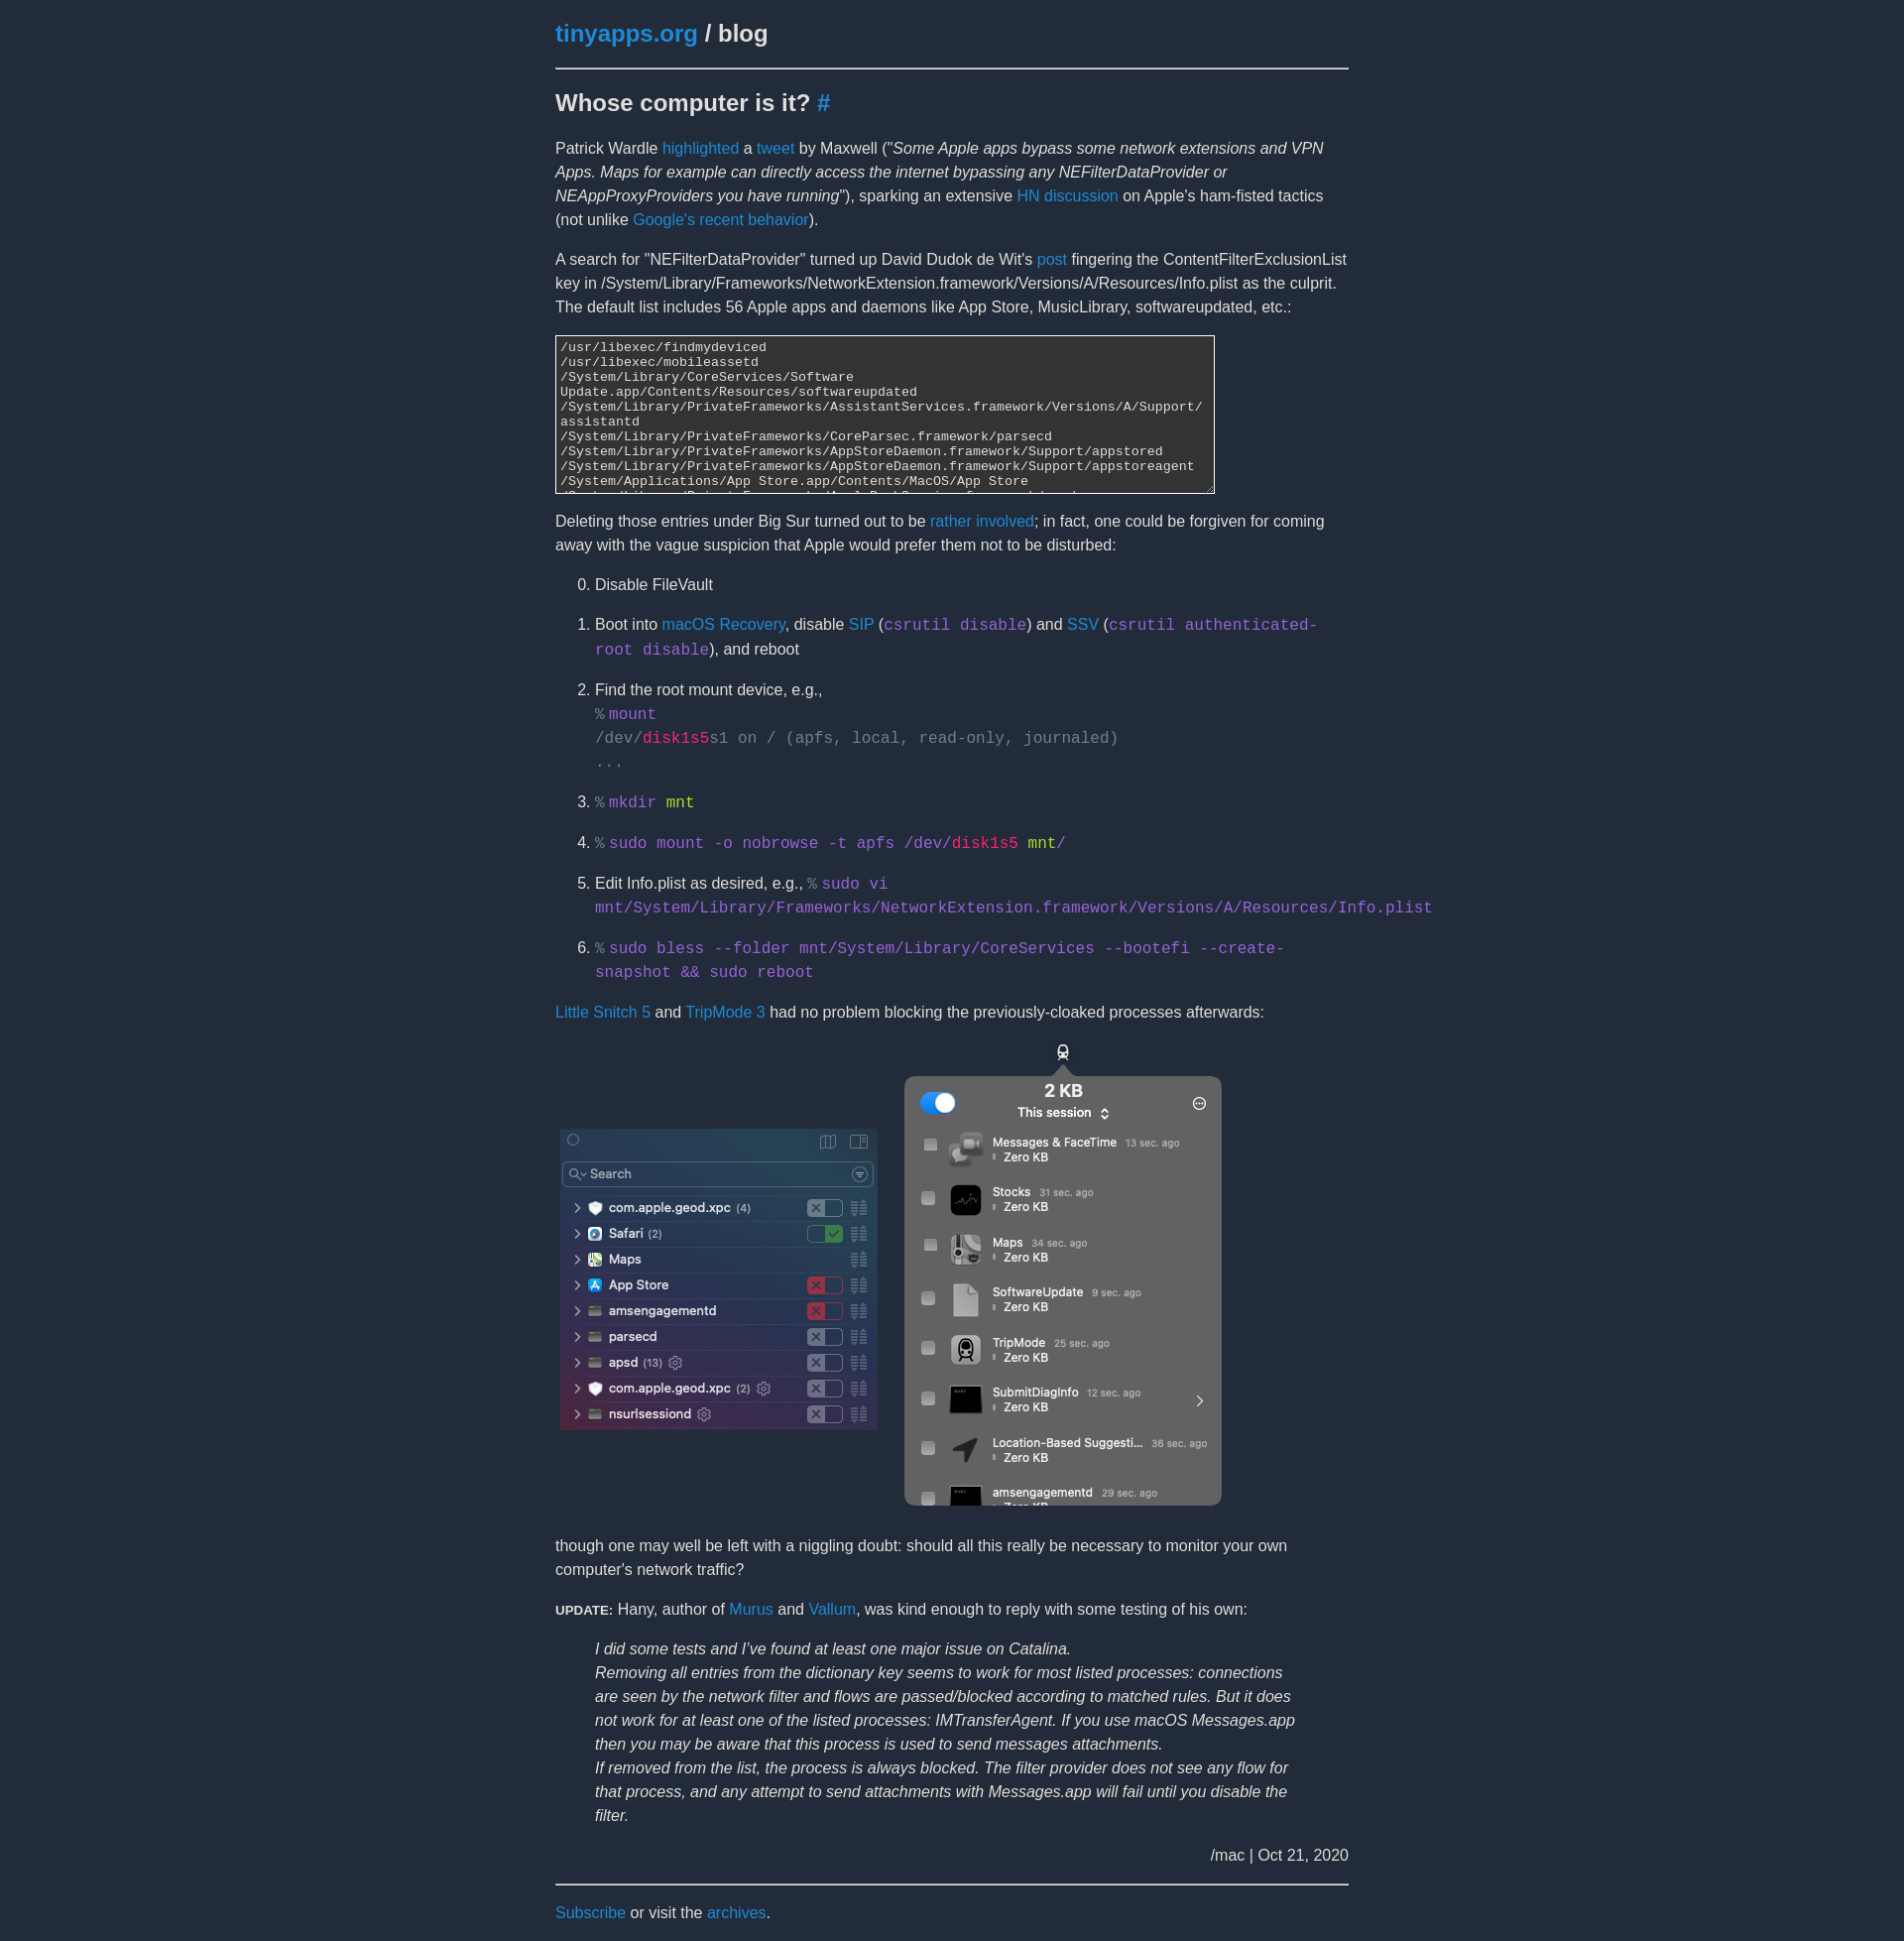 tinyapps.org / blog
Whose computer is it? #
Patrick Wardle highlighted a tweet by Maxwell ("Some Apple apps bypass some network extensions and VPN
Apps. Maps for example can directly access the internet bypassing any NEFilterDataProvider or
NEAppProxyProviders you have running"), sparking an extensive HN discussion on Apple's ham-fisted tactics
(not unlike Google's recent behavior).
A search for "NEFilterDataProvider" turned up David Dudok de Wit's post fingering the ContentFilterExclusionList
key in /System/Library/Frameworks/NetworkExtension.framework/Versions/A/Resources/Info.plist as the culprit.
The default list includes 56 Apple apps and daemons like App Store, MusicLibrary, softwareupdated, etc.:
/usr/libexec/findmydeviced
/usr/libexec/mobileassetd
/System/Library/CoreServices/Software
Update.app/Contents/Resources/softwareupdated
/System/Library/PrivateFrameworks/AssistantServices.framework/Versions/A/Support/
assistantd
/System/Library/PrivateFrameworks/CoreParsec.framework/parsecd
/System/Library/PrivateFrameworks/AppStoreDaemon.framework/Support/appstored
/System/Library/PrivateFrameworks/AppStoreDaemon.framework/Support/appstoreagent
/System/Applications/App Store.app/Contents/MacOS/App Store
Deleting those entries under Big Sur turned out to be rather involved; in fact, one could be forgiven for coming
away with the vague suspicion that Apple would prefer them not to be disturbed:
0. Disable FileVault
1. Boot into macOS Recovery, disable SIP (csrutil disable) and SSV (csrutil authenticated-
root disable), and reboot
2. Find the root mount device, e.g.,
% mount
/dev/disk1s5s1 on / (apfs, local, read-only, journaled)
...
3. % mkdir mnt
4. % sudo mount -o nobrowse -t apfs /dev/disk1s5 mnt/
5. Edit Info.plist as desired, e.g., % sudo vi
mnt/System/Library/Frameworks/NetworkExtension.framework/Versions/A/Resources/Info.plist
6. % sudo bless --folder mnt/System/Library/CoreServices --bootefi --create-
snapshot && sudo reboot
Little Snitch 5 and TripMode 3 had no problem blocking the previously-cloaked processes afterwards:
Search
com.apple.geod.xpc (4)
Safari (2)
Maps
App Store
amsengagementd
parsecd
apsd (13)
com.apple.geod.xpc (2)
nsurlsessiond
2 KB
This session
Messages & FaceTime 13 sec. ago
Zero KB
Stocks 31 sec. ago
Zero KB
Maps 34 sec. ago
Zero KB
SoftwareUpdate 9 sec. ago
Zero KB
TripMode 25 sec. ago
Zero KB
SubmitDiagInfo 12 sec. ago
Zero KB
Location-Based Suggesti... 36 sec. ago
Zero KB
amsengagementd 29 sec. ago
though one may well be left with a niggling doubt: should all this really be necessary to monitor your own
computer's network traffic?
UPDATE: Hany, author of Murus and Vallum, was kind enough to reply with some testing of his own:
I did some tests and I've found at least one major issue on Catalina.
Removing all entries from the dictionary key seems to work for most listed processes: connections
are seen by the network filter and flows are passed/blocked according to matched rules. But it does
not work for at least one of the listed processes: IMTransferAgent. If you use macOS Messages.app
then you may be aware that this process is used to send messages attachments.
If removed from the list, the process is always blocked. The filter provider does not see any flow for
that process, and any attempt to send attachments with Messages.app will fail until you disable the
filter.
/mac | Oct 21, 2020
Subscribe or visit the archives.